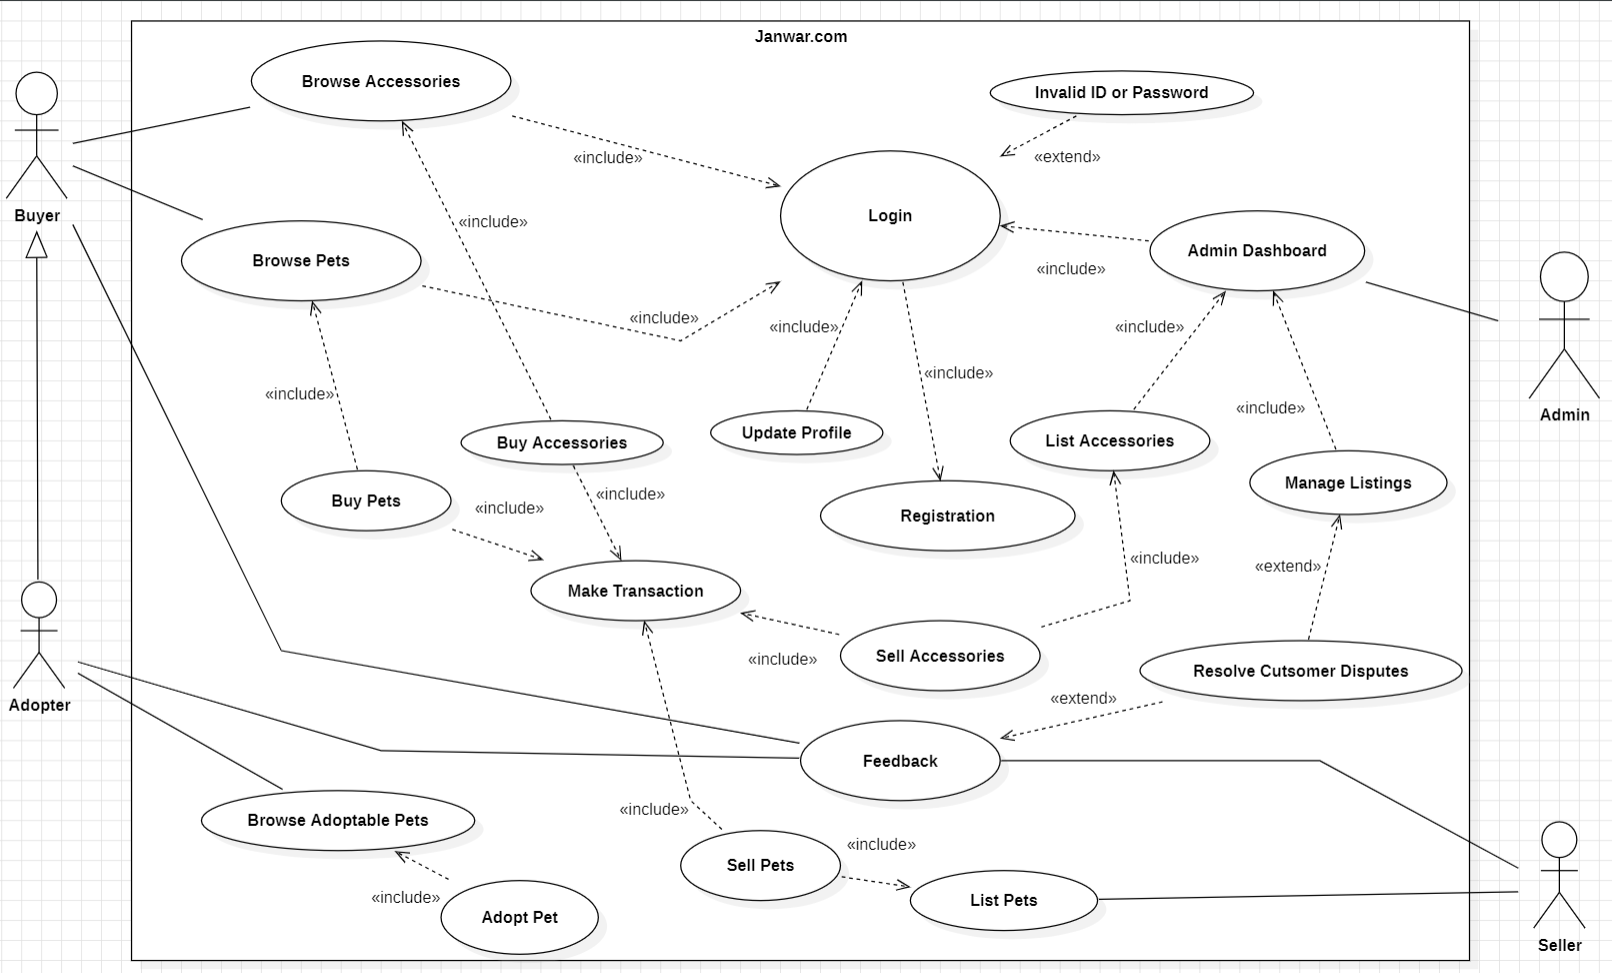 Janwar.com
Browse Accessories
Invalid ID or Password
«include»
«extend»
Buyer
Login
«include»
Browse Pets
Admin Dashboard
«include»
«include»
«include»
«include»
«include»
«include»
«include»
«include»
Admin
Buy Accessories
Update Profile
List Accessories
Manage Listings
Buy Pets
«include»
«include»
Registration
«include»
«extend»
Make Transaction
«include»
Sell Accessories
Resolve Cutsomer Disputes
Adopter
«extend»
Feedback
«include»
Browse Adoptable Pets
«include»
Sell Pets
«include»
List Pets
Adopt Pet
Seller